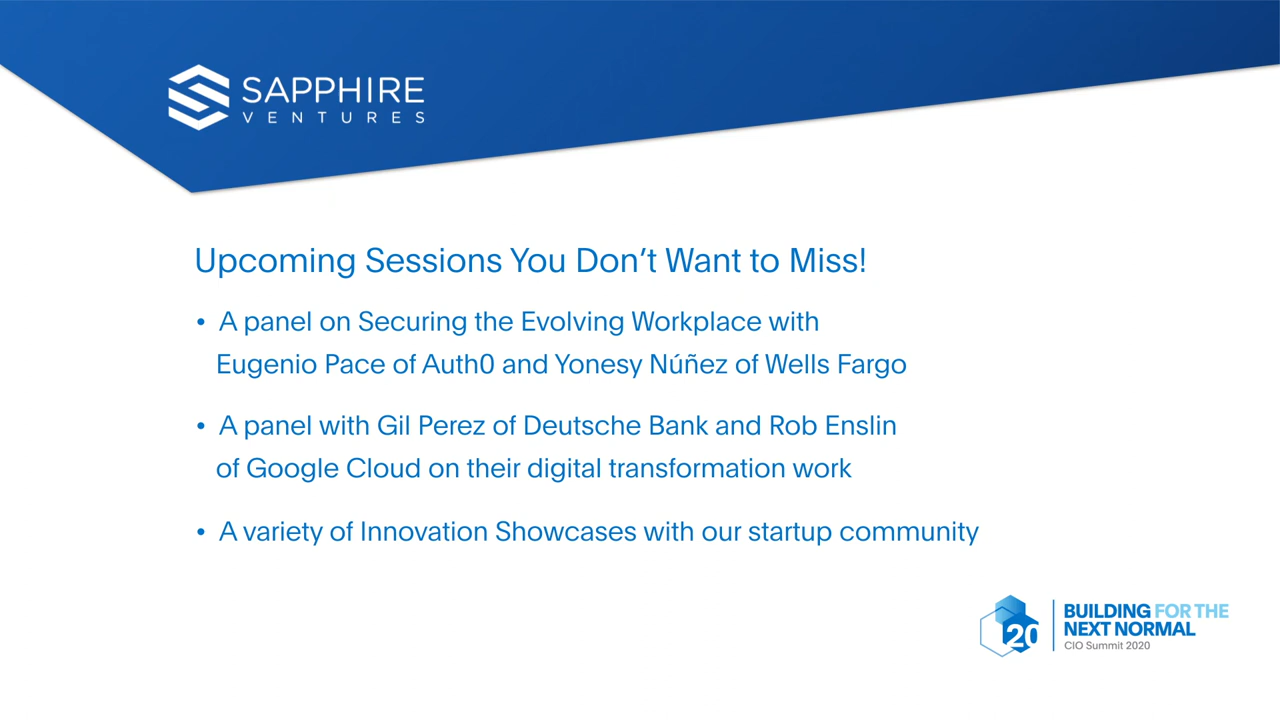 SAPPHIRE
VENTURES
Upcoming Sessions You Don’t Want to Miss!
• A panel on Securing the Evolving Workplace with
Eugenio Pace of Auth0 and Yonesy Núñez of Wells Fargo
• A panel with Gil Perez of Deutsche Bank and Rob Enslin
of Google Cloud on their digital transformation work
• A variety of Innovation Showcases with our startup community
20
BUILDING FOR THE
NEXT NORMAL
CIO Summit 2020